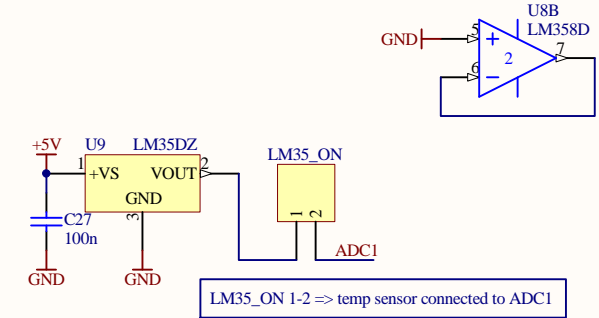 U8B
LM358D
GND
5
+
2
7
6
−
+5V
U9
LM35DZ
LM35_ON
1
+VS
VOUT
2
GND
3
C27
100n
1
2
ADC1
GND
GND
LM35_ON 1-2 => temp sensor connected to ADC1